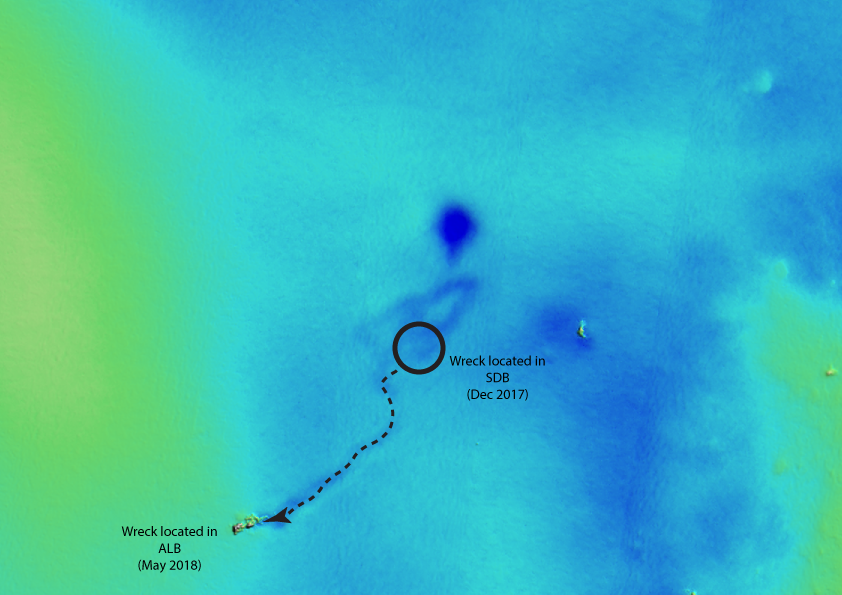 Wreck located in
SDB
(Dec 2017)
Wreck located in
ALB
(May 2018)